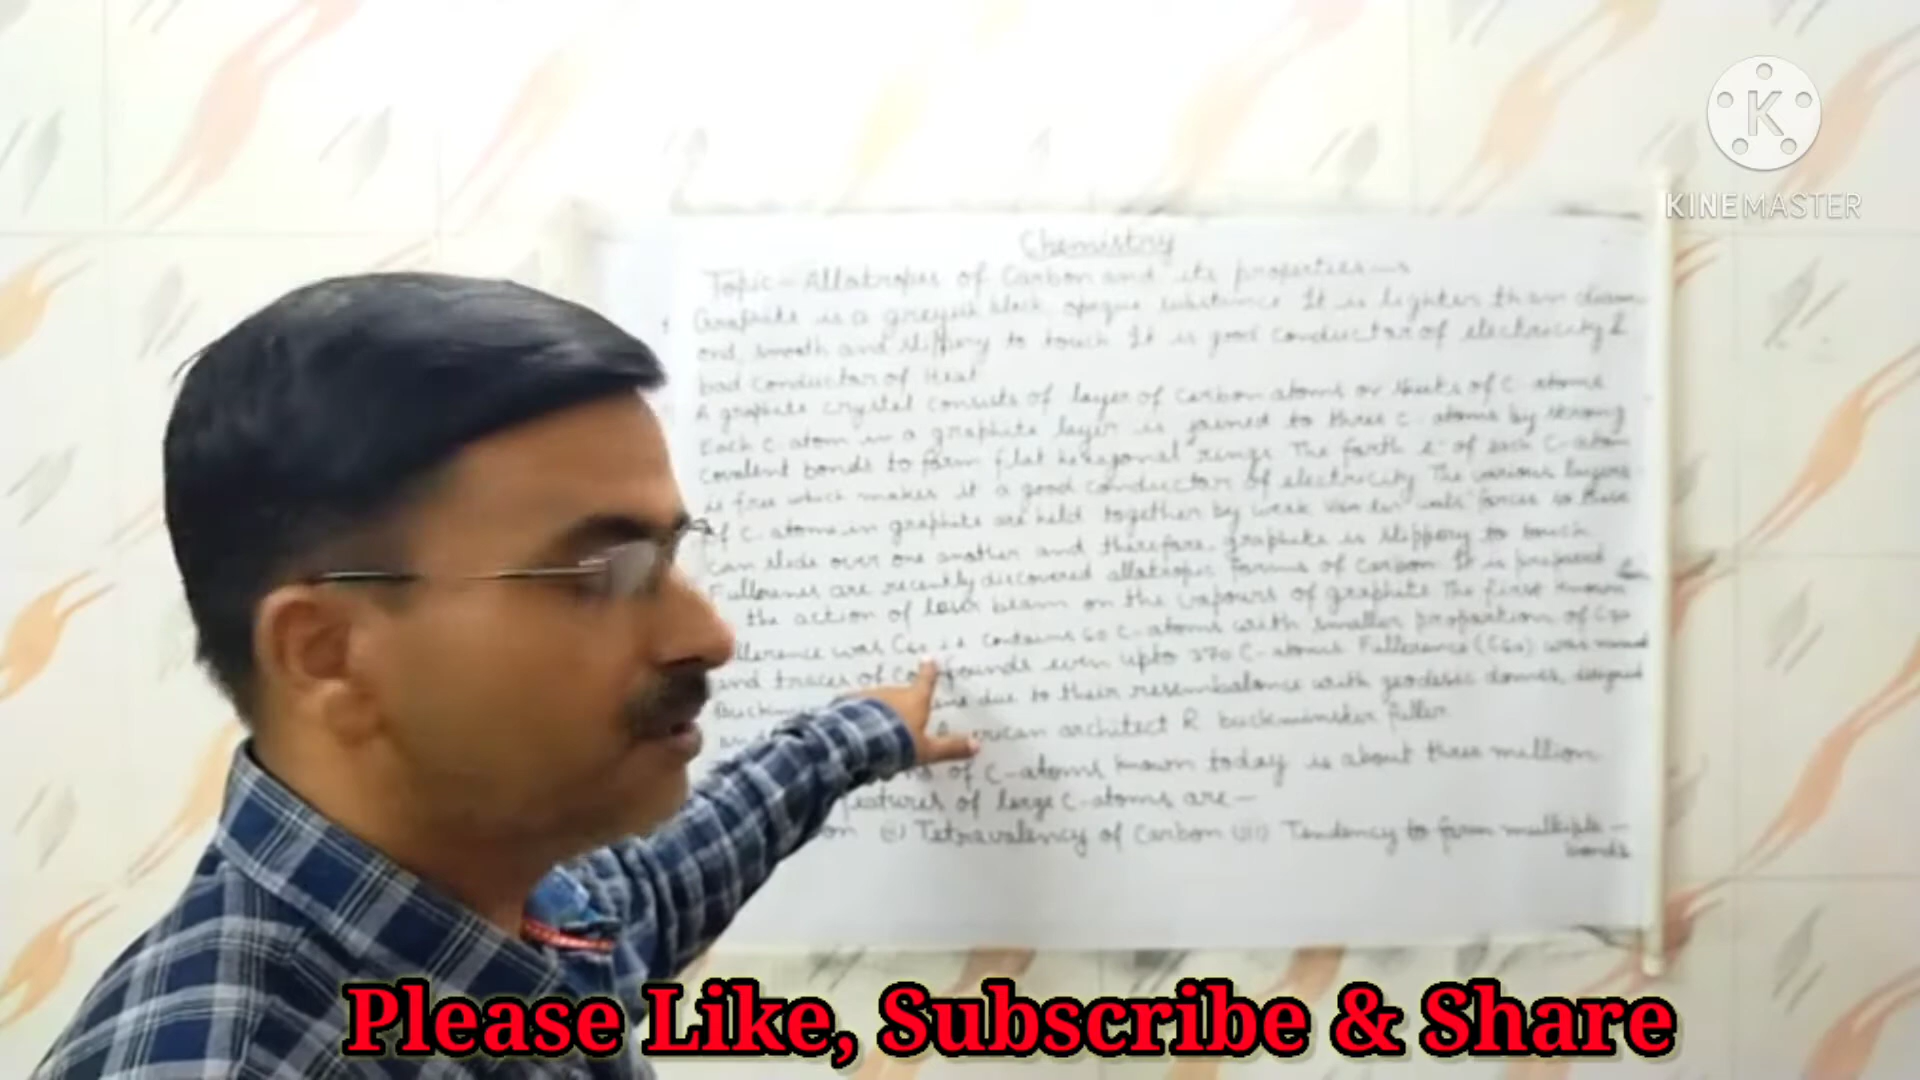 KINEMASTER
Chemistry
Topic - Allotropes of Carbon and its properties
Graphite is a greyish black opaque substance It is lighter than diam
ond, smooth and slippery to touch It is good conductor of electricity &
bad conductor of Heat
A graphite crystal consists of layer of carbon atoms or sheets of C-atoms
Each C-atom in a graphite layer is joined to three C-atoms by strong
covalent bonds to form flat hexagonal rings The forth e⁻ of each C-atom
is free which makes it a good conductor of electricity The various layers
of C-atoms in graphite are held together by weak Van der forces so these
can slide over one another and therefore graphite is slippery to touch
are recently discovered allotropic forms of Carbon It is prepared
the action of beam on the vapours of graphite The first known
was C60 contains 60 C-atoms with smaller proportion of C70
and traces of compounds even upto 370 C-atoms (C60) was
due to their with geodesic domes, designed
American architect R buckminster fuller
of C-atoms known today is about three million
features of large C-atoms are -
(ii) Tetravalency of Carbon (iii) Tendency to form multiple -
bonds
Please Like, Subscribe & Share